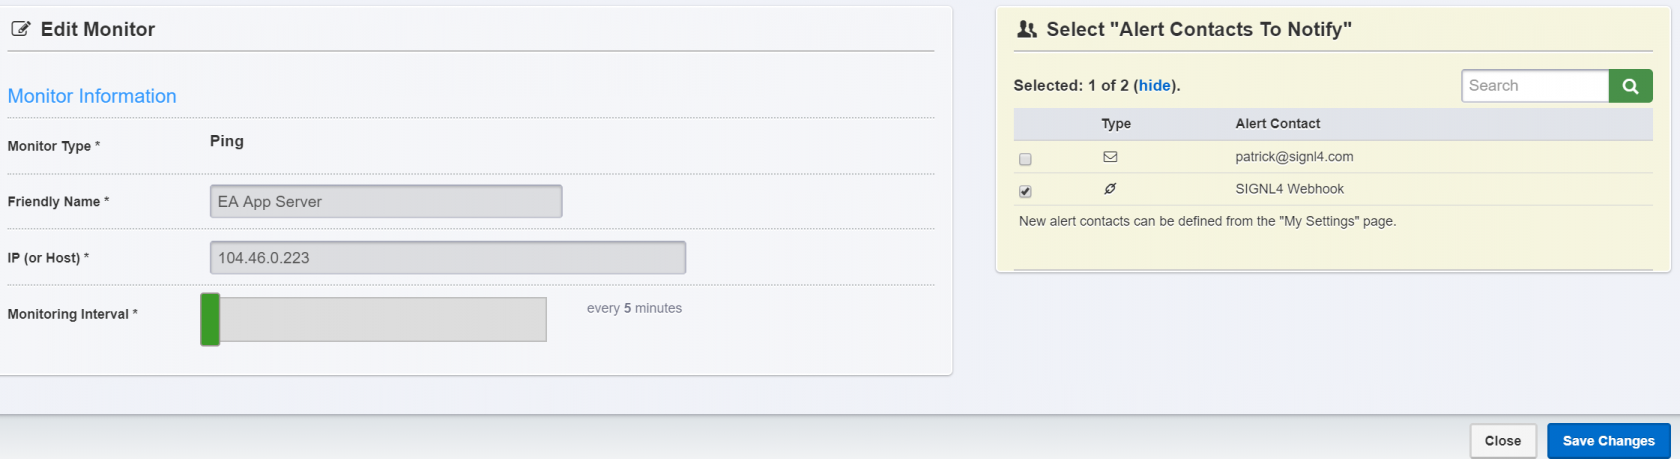 Edit Monitor
Monitor Information
Monitor Type *
Ping
Friendly Name *
EA App Server
IP (or Host) *
104.46.0.223
Monitoring Interval *
every 5 minutes
Select "Alert Contacts To Notify"
Selected: 1 of 2 (hide).
Search
Type Alert Contact
patrick@signl4.com
SIGNL4 Webhook
New alert contacts can be defined from the "My Settings" page.
Close
Save Changes